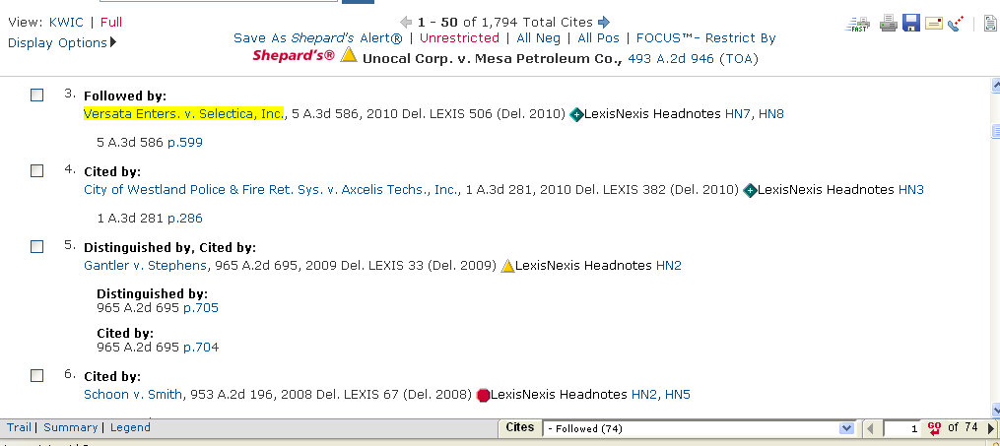 View: KWIC | Full
1 - 50 of 1,794 Total Cites
FAST
Display Options
Save As Shepard's Alert® | Unrestricted | All Neg | All Pos | FOCUS™- Restrict By
Shepard's® Unocal Corp. v. Mesa Petroleum Co., 493 A.2d 946 (TOA)
3. Followed by:
Versata Enters. v. Selectica, Inc., 5 A.3d 586, 2010 Del. LEXIS 506 (Del. 2010) LexisNexis Headnotes HN7, HN8
5 A.3d 586 p.599
4. Cited by:
City of Westland Police & Fire Ret. Sys. v. Axcelis Techs., Inc., 1 A.3d 281, 2010 Del. LEXIS 382 (Del. 2010) LexisNexis Headnotes HN3
1 A.3d 281 p.286
5. Distinguished by, Cited by:
Gantler v. Stephens, 965 A.2d 695, 2009 Del. LEXIS 33 (Del. 2009) LexisNexis Headnotes HN2
Distinguished by:
965 A.2d 695 p.705
Cited by:
965 A.2d 695 p.704
6. Cited by:
Schoon v. Smith, 953 A.2d 196, 2008 Del. LEXIS 67 (Del. 2008) LexisNexis Headnotes HN2, HN5
Trail | Summary | Legend
Cites - Followed (74) 1 GO of 74